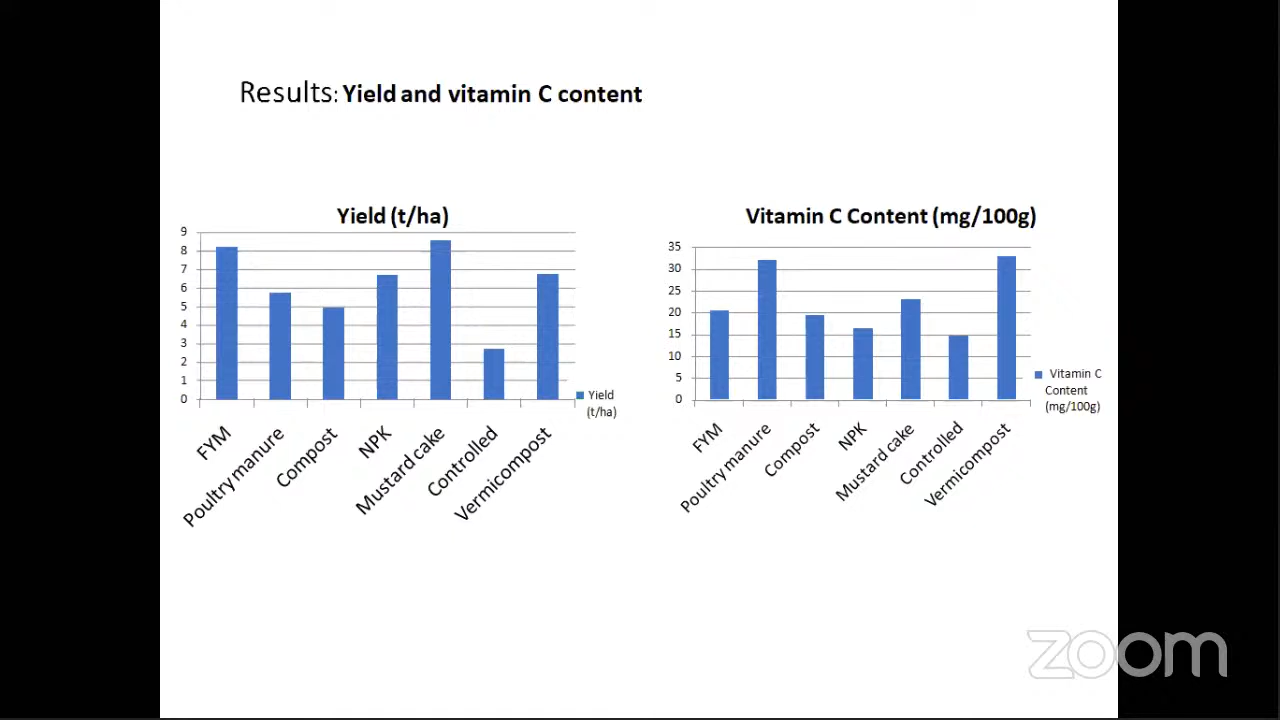 Results: Yield and vitamin C content
Yield (t/ha)
9
8
7
6
5
4
3
2
1
0
FYM
Poultry manure
Compost
NPK
Mustard cake
Controlled
Vermicompost
Yield
(t/ha)
Vitamin C Content (mg/100g)
35
30
25
20
15
10
5
0
FYM
Poultry manure
Compost
NPK
Mustard cake
Controlled
Vermicompost
Vitamin C
Content
(mg/100g)
zoom